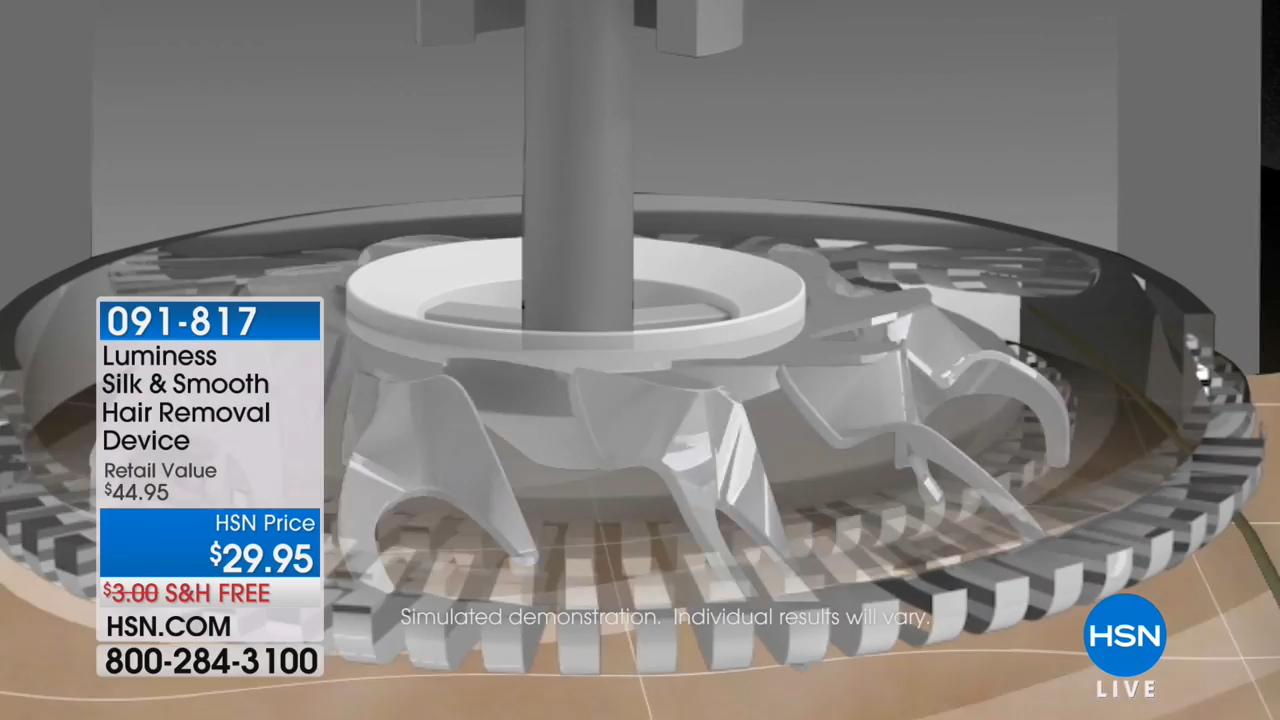 091-817
Luminess
Silk & Smooth
Hair Removal
Device
Retail Value
$44.95
HSN Price
$29.95
$3.00 S&H FREE
HSN.COM
800-284-3100
Simulated demonstration. Individual results will vary.
HSN
LIVE